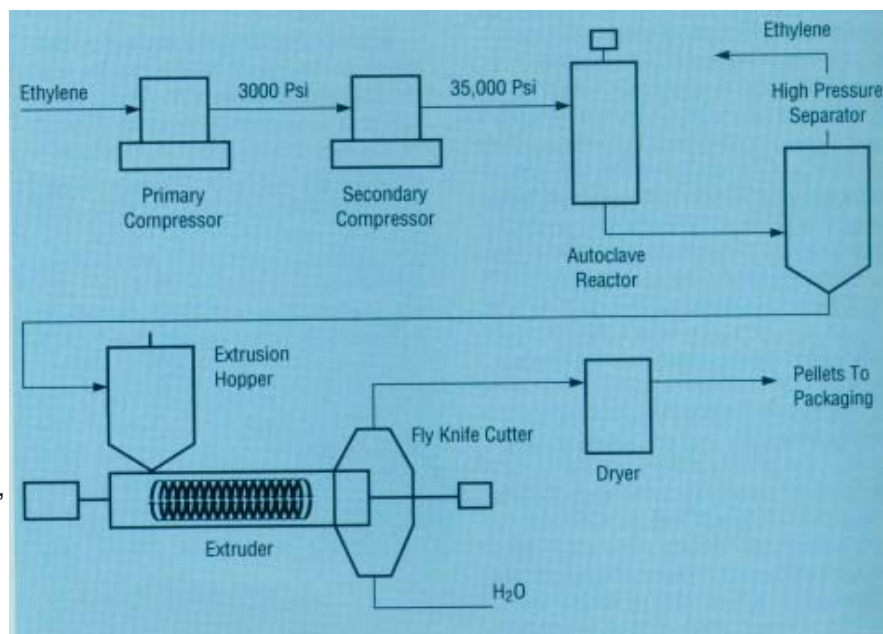 Ethylene
3000 Psi
35,000 Psi
Ethylene
High Pressure
Separator
Primary
Compressor
Secondary
Compressor
Autoclave
Reactor
Extrusion
Hopper
Fly Knife Cutter
Pellets To
Packaging
Dryer
Extruder
H₂O
,